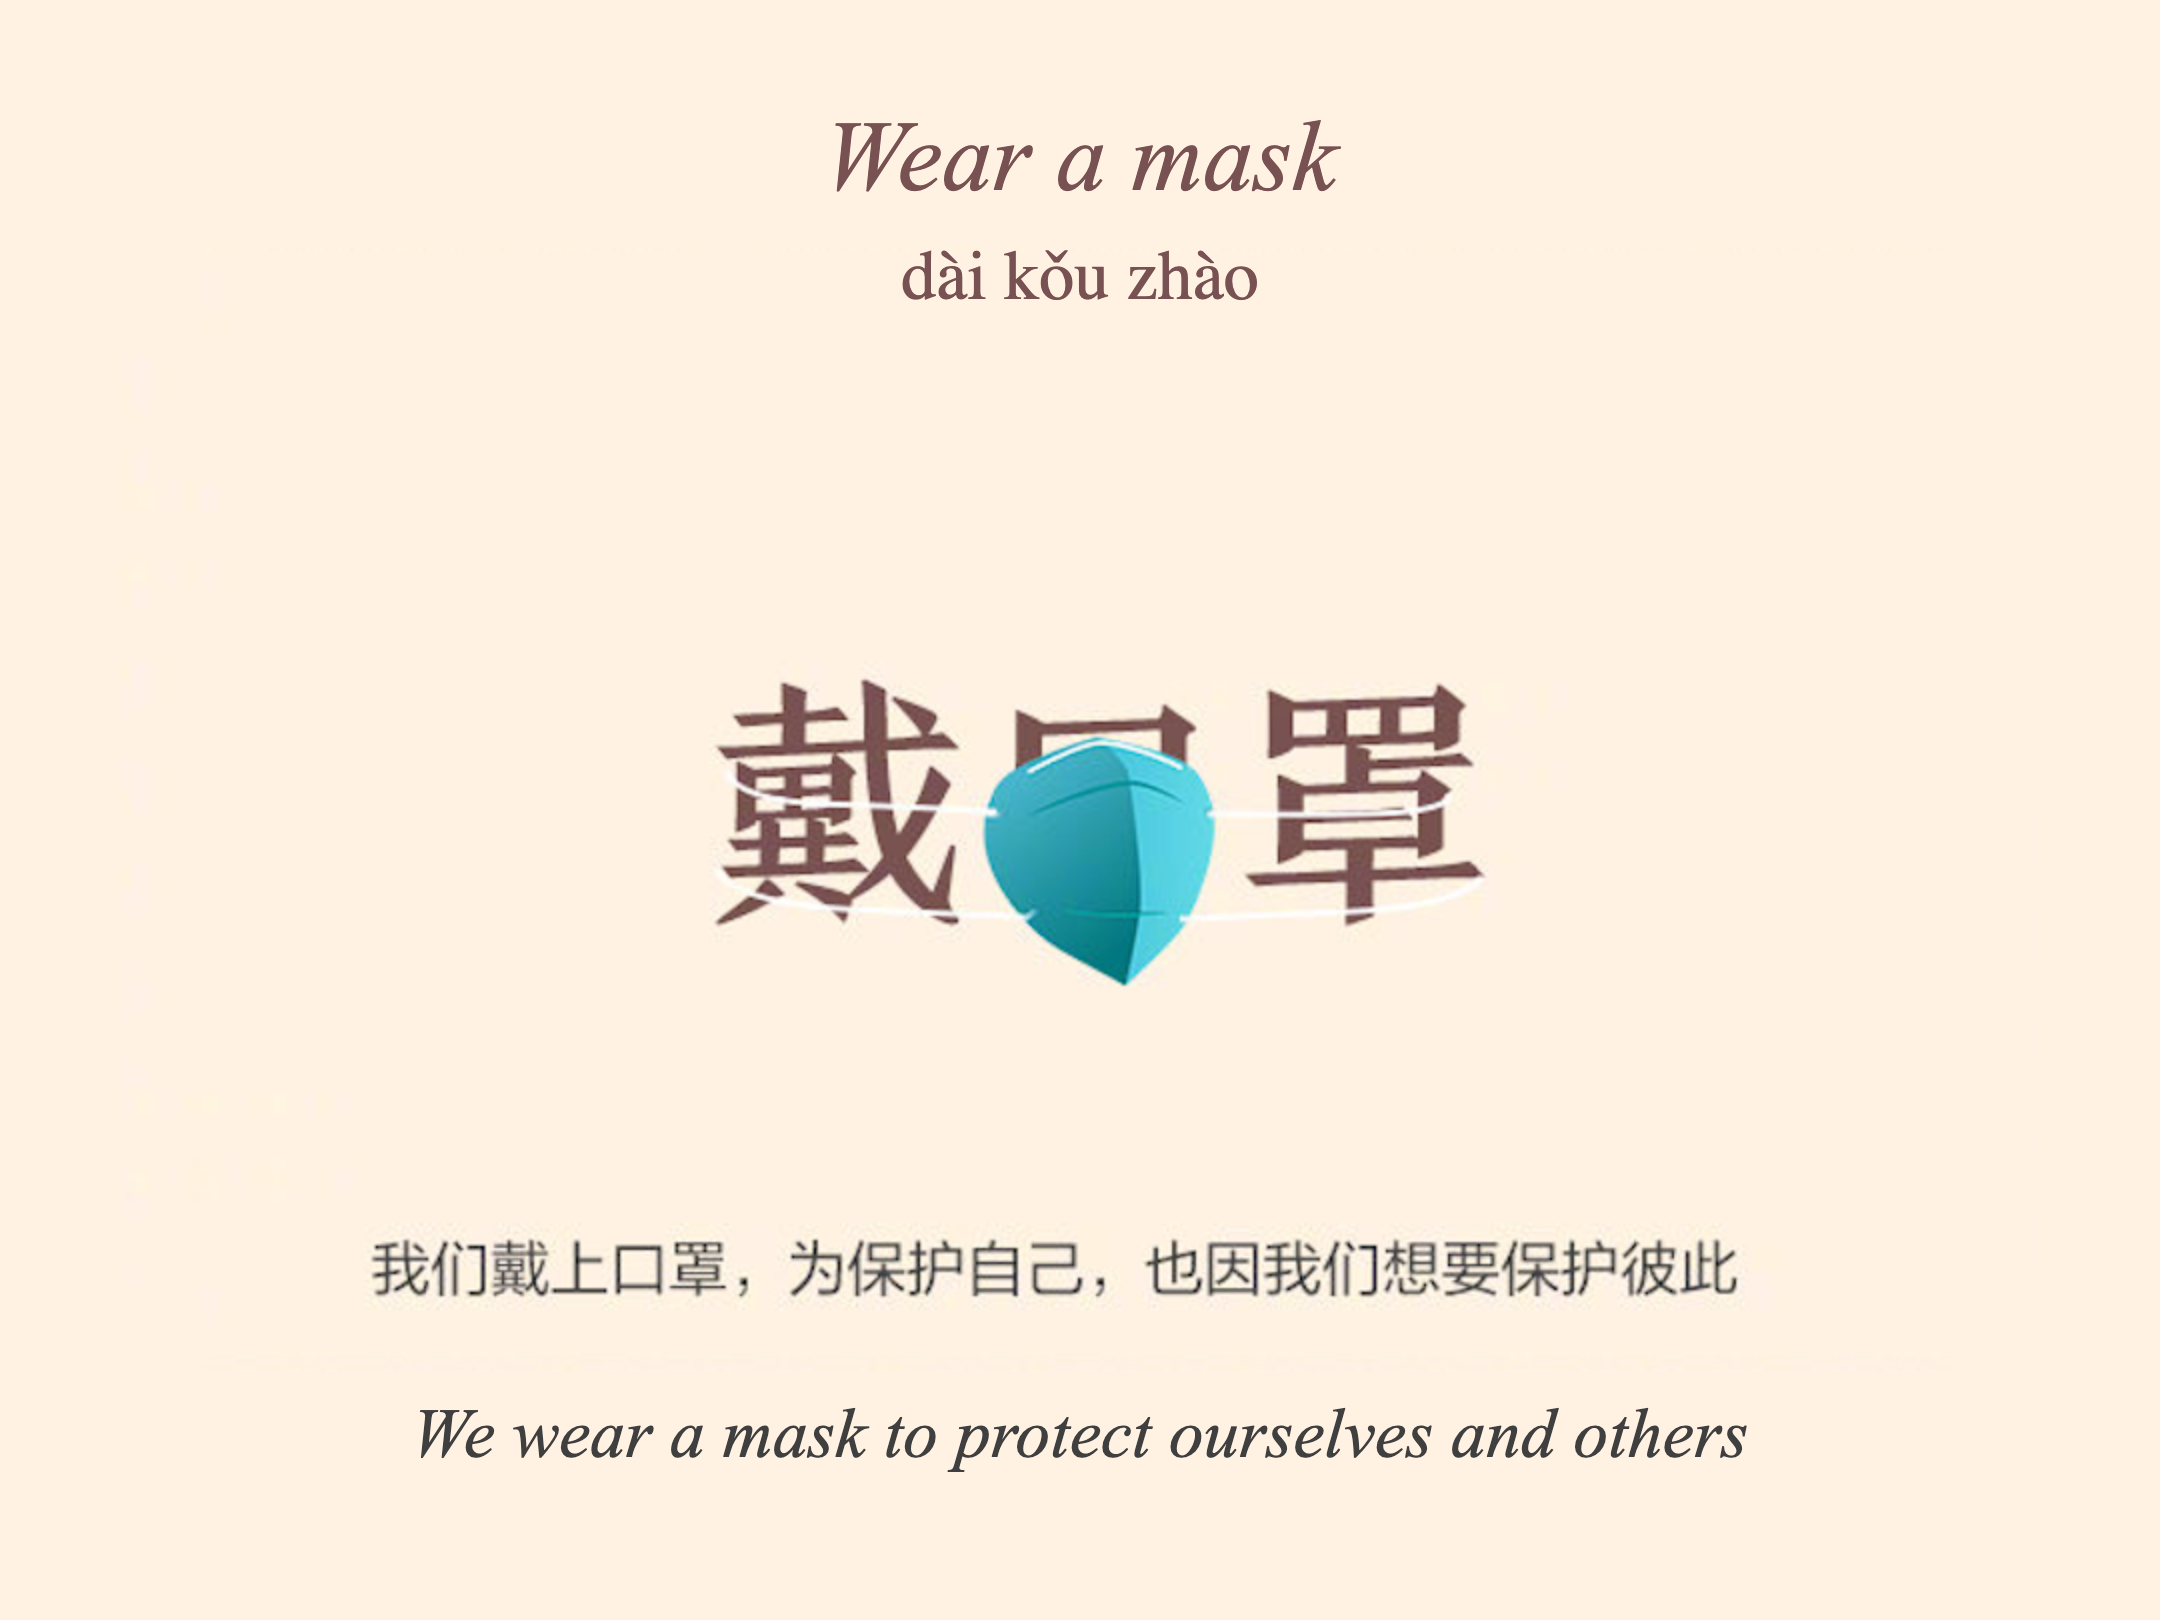 Wear a mask
dài kǒu zhào
戴口罩
我们戴上口罩，为保护自己，也因我们想要保护彼此
We wear a mask to protect ourselves and others